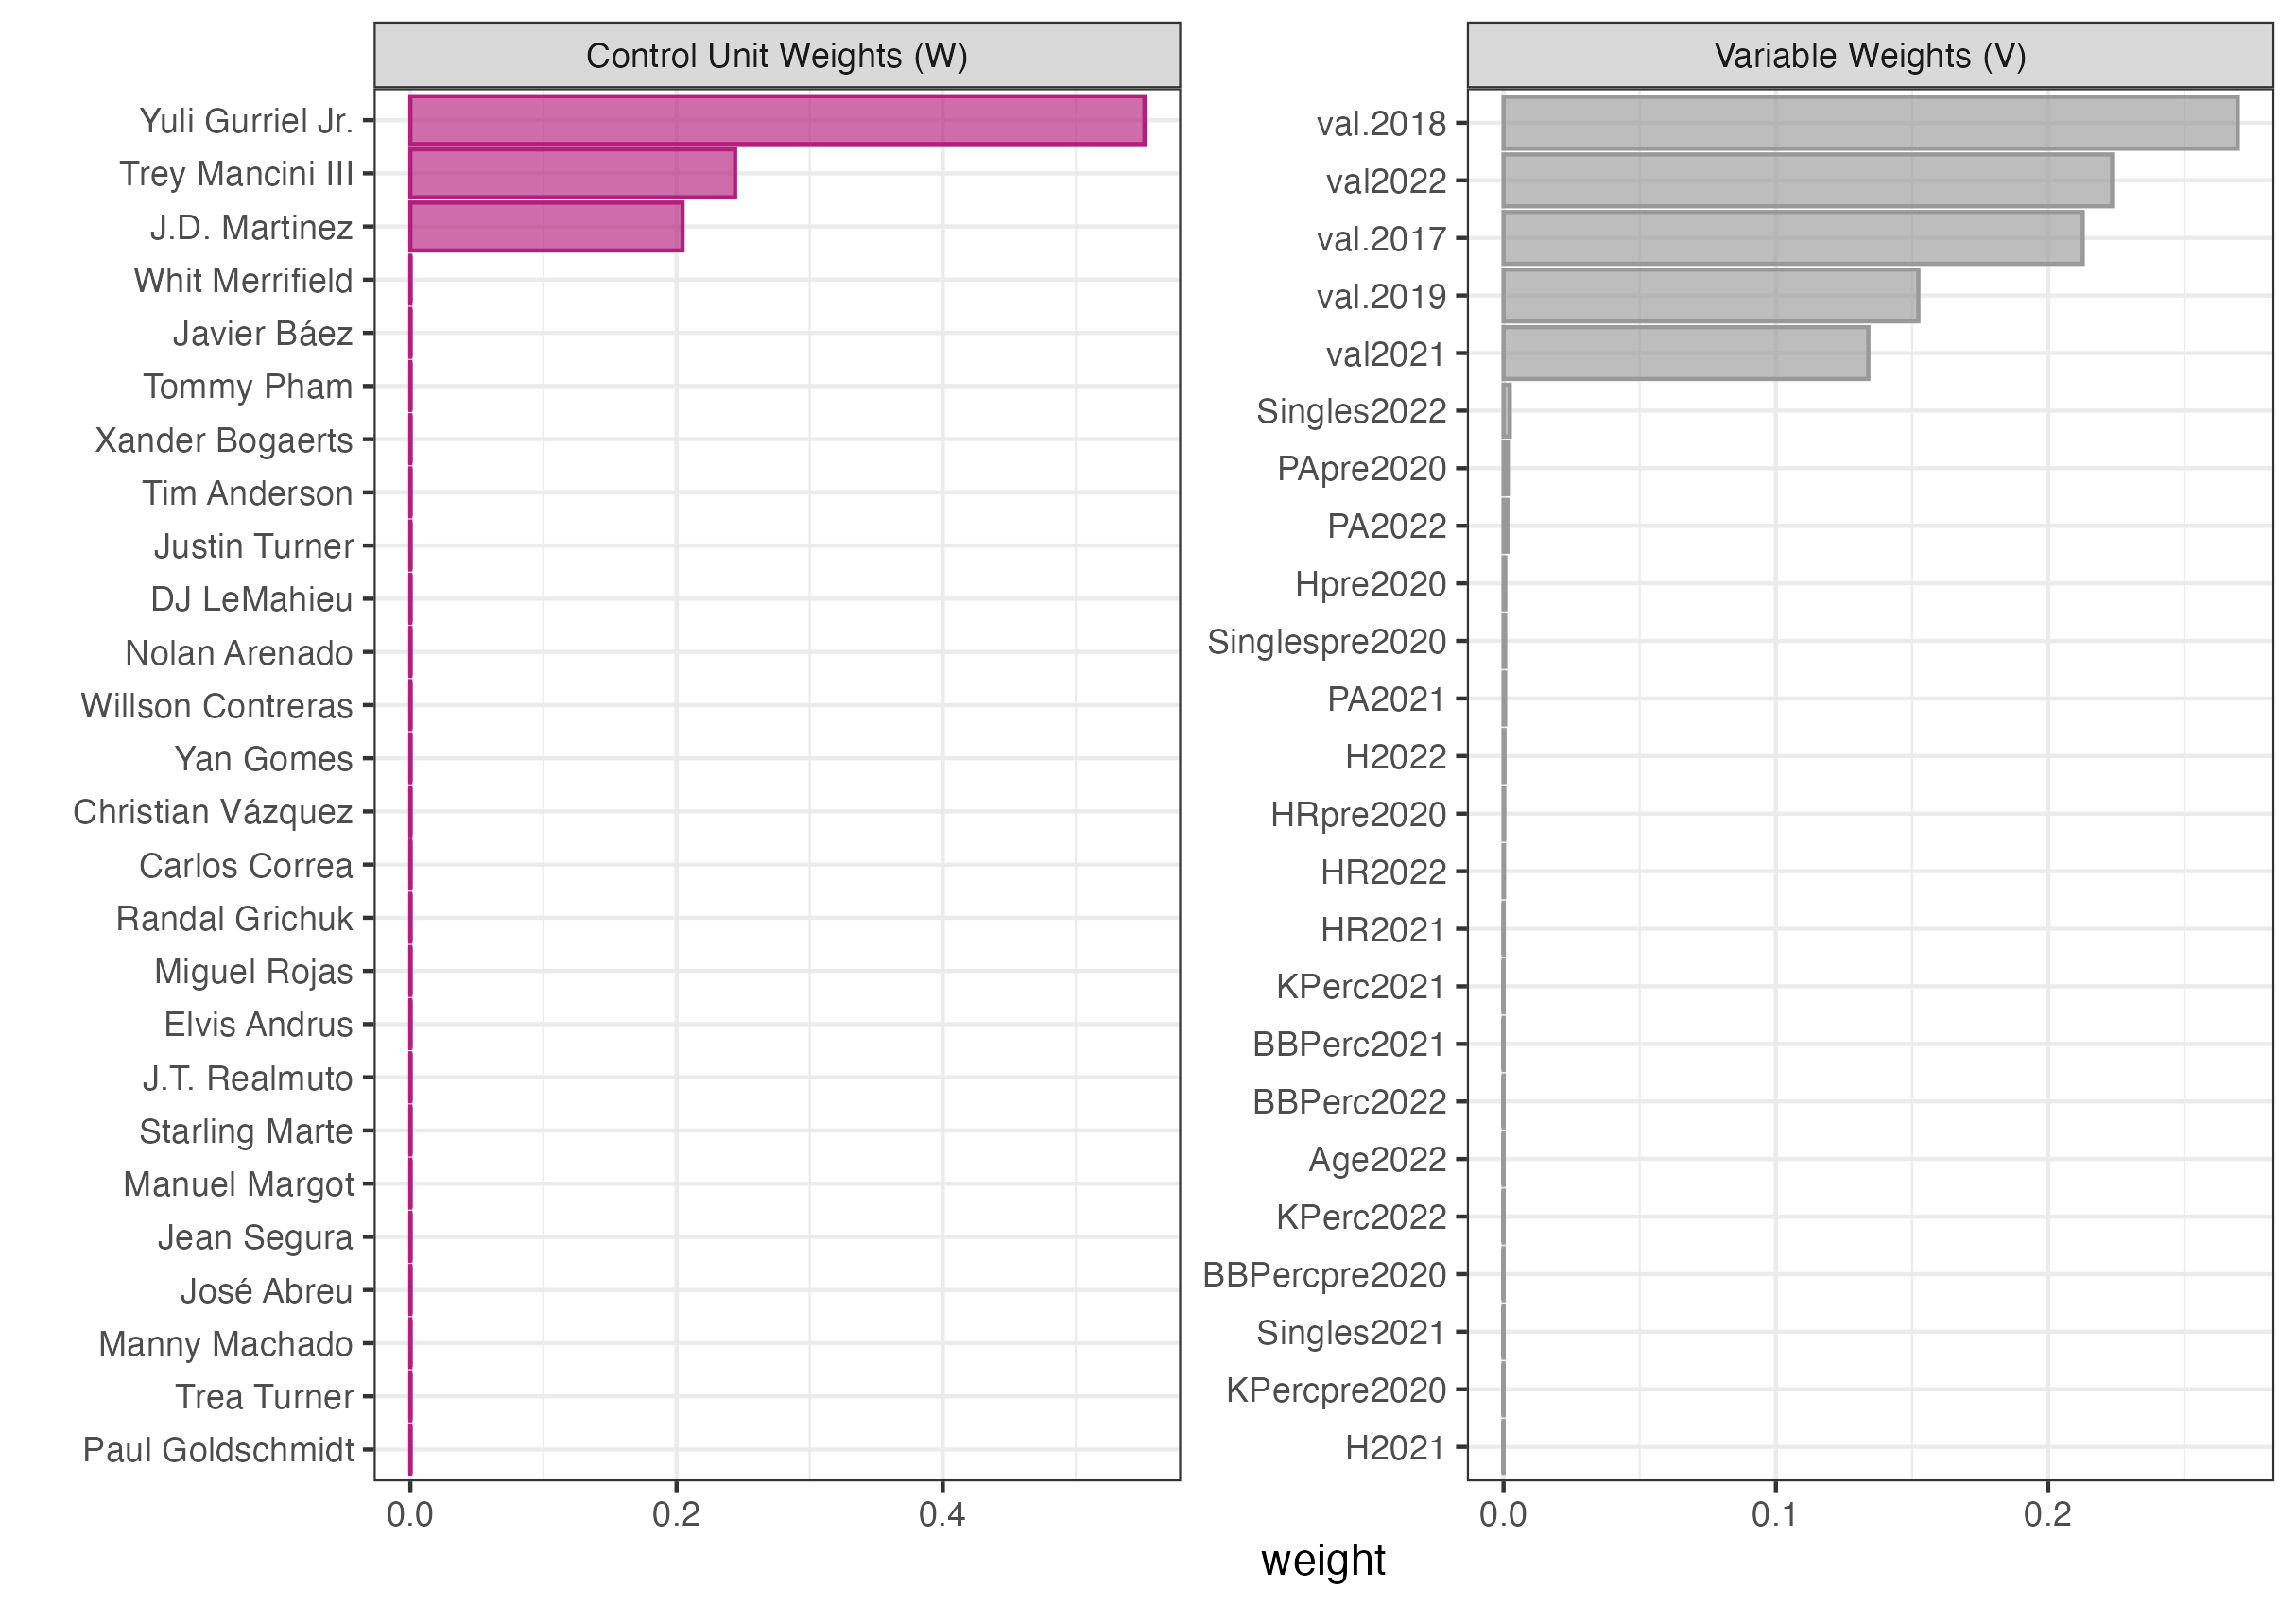 Control Unit Weights (W)
Yuli Gurriel Jr.
Trey Mancini III
J.D. Martinez
Whit Merrifield
Javier Báez
Tommy Pham
Xander Bogaerts
Tim Anderson
Justin Turner
DJ LeMahieu
Nolan Arenado
Willson Contreras
Yan Gomes
Christian Vázquez
Carlos Correa
Randal Grichuk
Miguel Rojas
Elvis Andrus
J.T. Realmuto
Starling Marte
Manuel Margot
Jean Segura
José Abreu
Manny Machado
Trea Turner
Paul Goldschmidt
0.0 0.2 0.4
Variable Weights (V)
val.2018
val2022
val.2017
val.2019
val2021
Singles2022
PApre2020
PA2022
Hpre2020
Singlespre2020
PA2021
H2022
HRpre2020
HR2022
HR2021
KPerc2021
BBPerc2021
BBPerc2022
Age2022
KPerc2022
BBPercpre2020
Singles2021
KPercpre2020
H2021
0.0 0.1 0.2
weight